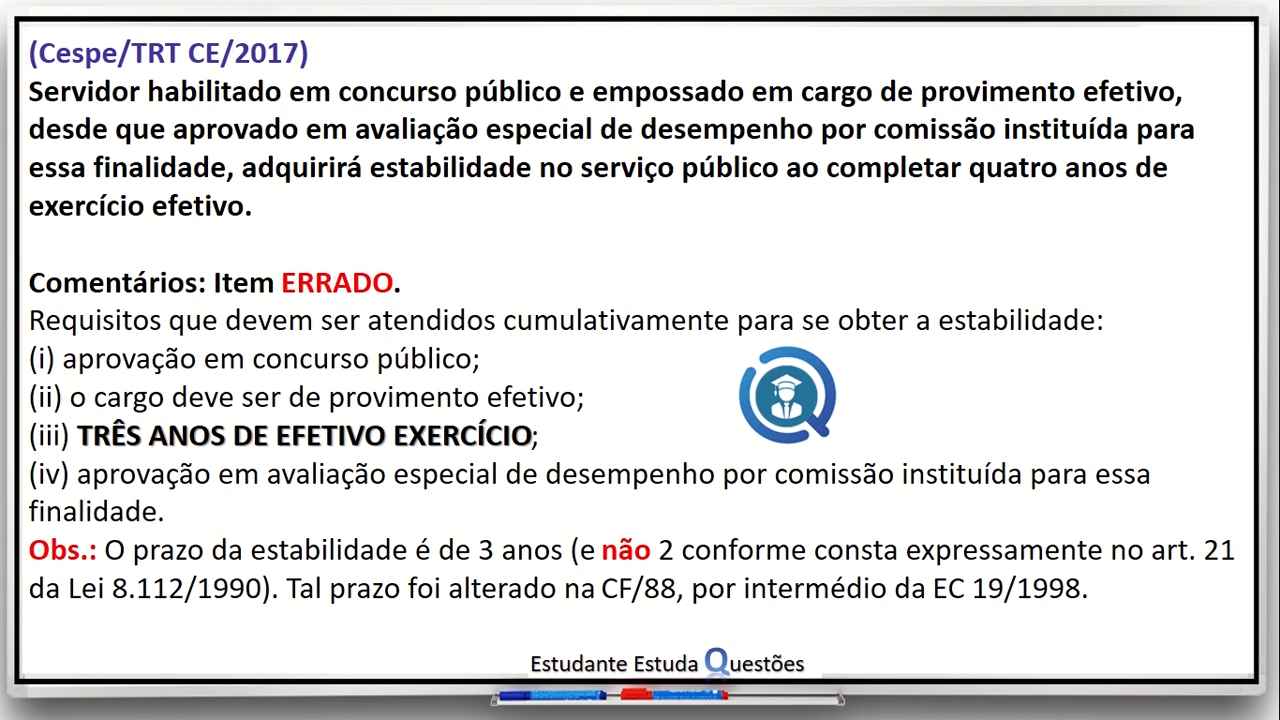 (Cespe/TRT CE/2017)
Servidor habilitado em concurso público e empossado em cargo de provimento efetivo,
desde que aprovado em avaliação especial de desempenho por comissão instituída para
essa finalidade, adquirirá estabilidade no serviço público ao completar quatro anos de
exercício efetivo.
Comentários: Item ERRADO.
Requisitos que devem ser atendidos cumulativamente para se obter a estabilidade:
(i) aprovação em concurso público;
(ii) o cargo deve ser de provimento efetivo;
(iii) TRÊS ANOS DE EFETIVO EXERCÍCIO;
(iv) aprovação em avaliação especial de desempenho por comissão instituída para essa
finalidade.
Obs.: O prazo da estabilidade é de 3 anos (e não 2 conforme consta expressamente no art. 21
da Lei 8.112/1990). Tal prazo foi alterado na CF/88, por intermédio da EC 19/1998.
Estudante Estuda Questões